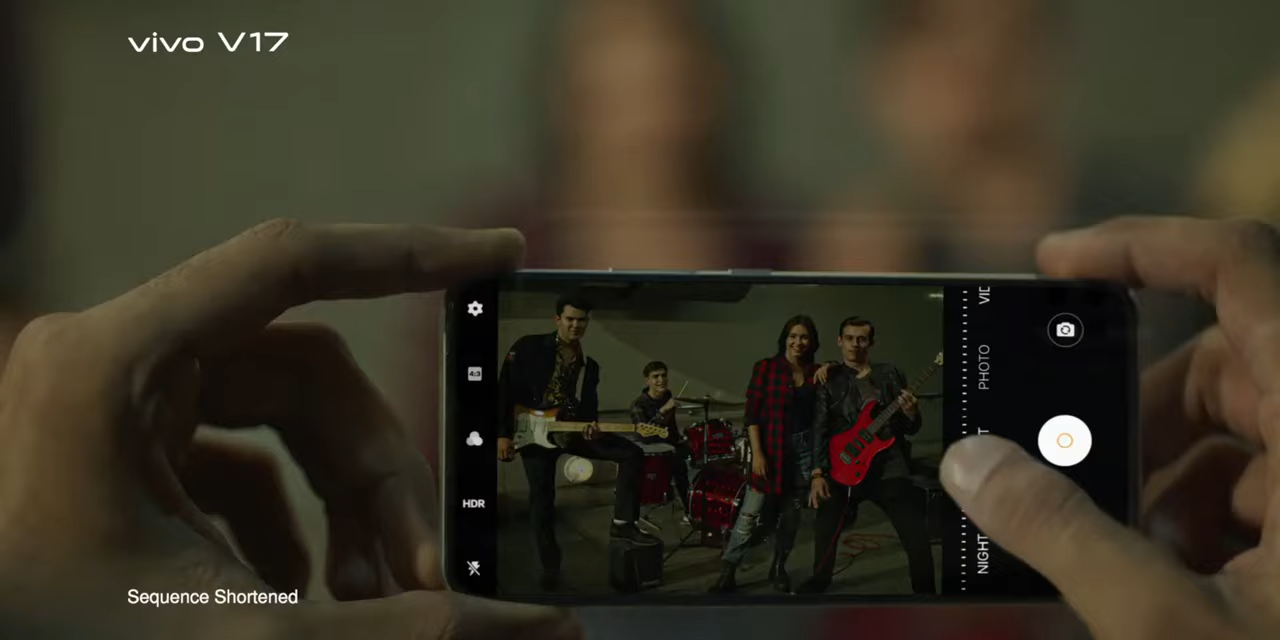 vivo V17
4:3
HDR
VID
PHOTO
NIGHT
Sequence Shortened